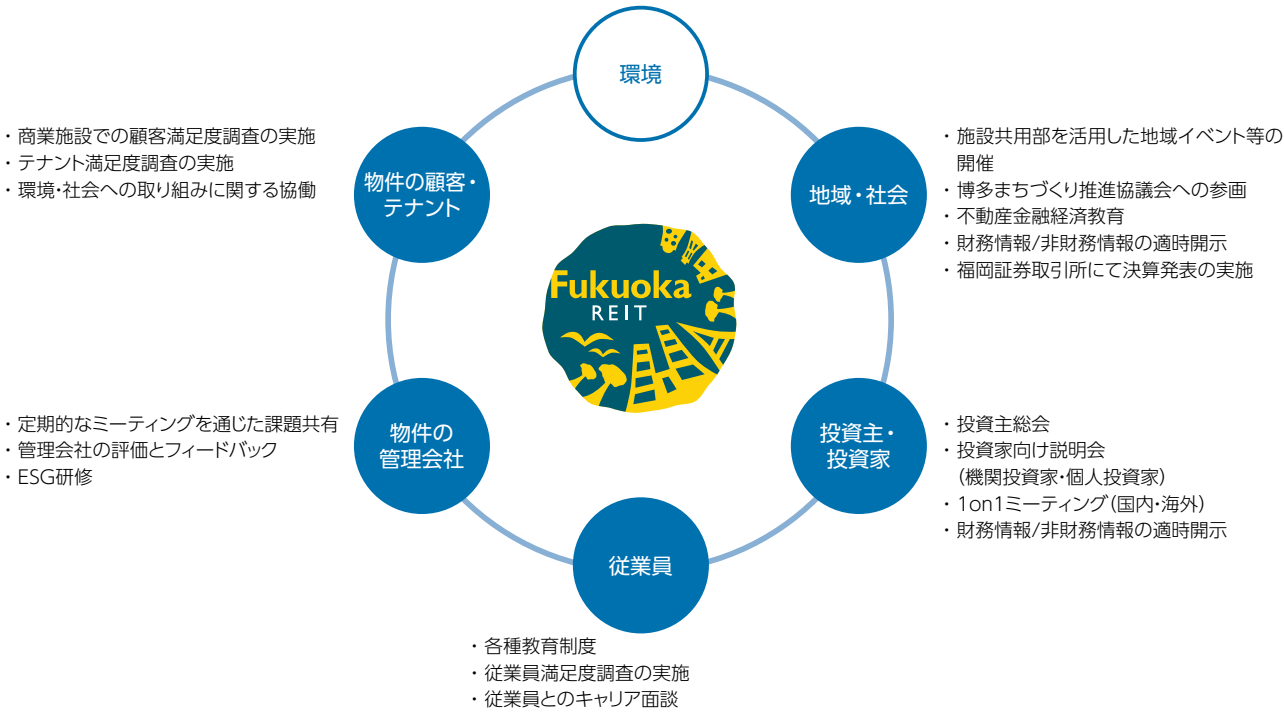 環境
・商業施設での顧客満足度調査の実施
・テナント満足度調査の実施
・環境・社会への取り組みに関する協働
物件の顧客・
テナント
地域・社会
・施設共用部を活用した地域イベント等の
開催
・博多まちづくり推進協議会への参画
・不動産金融経済教育
・財務情報/非財務情報の適時開示
・福岡証券取引所にて決算発表の実施
Fukuoka
REIT
・定期的なミーティングを通じた課題共有
・管理会社の評価とフィードバック
・ESG研修
物件の
管理会社
投資主・
投資家
・投資主総会
・投資家向け説明会
(機関投資家・個人投資家)
・1on1ミーティング(国内・海外)
・財務情報/非財務情報の適時開示
従業員
・各種教育制度
・従業員満足度調査の実施
・従業員とのキャリア面談